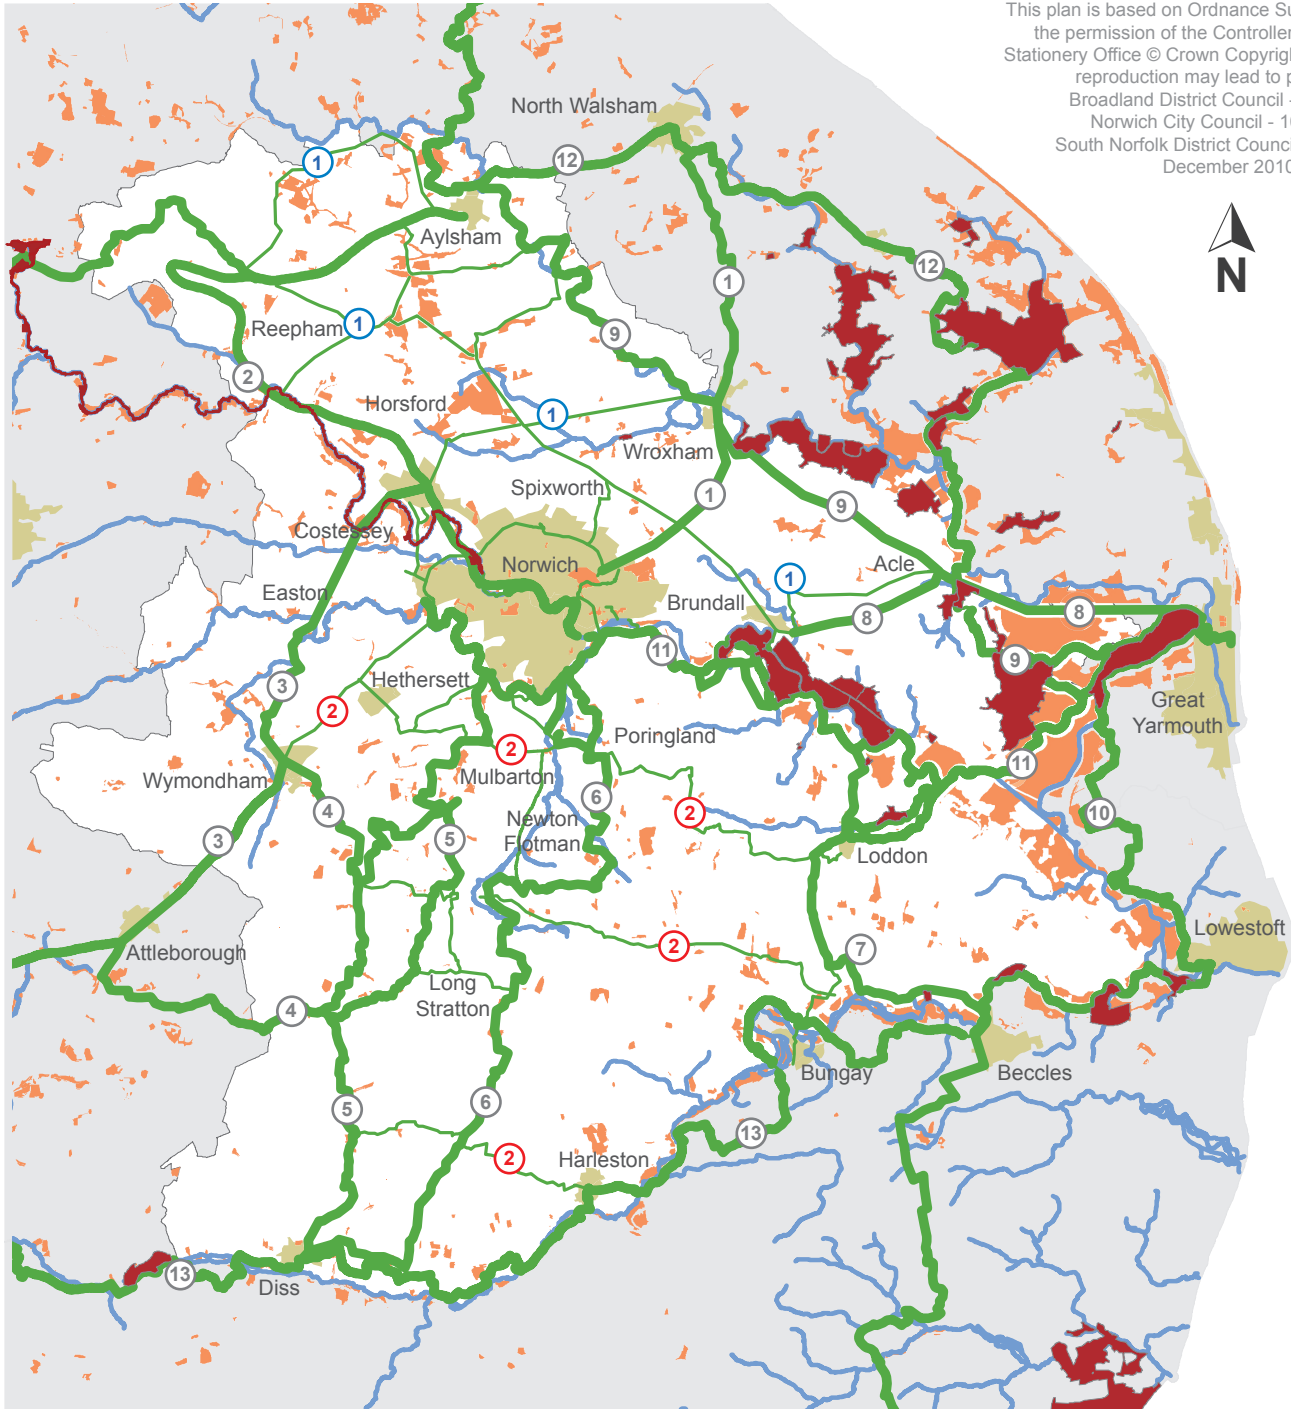 This plan is based on Ordnance Su
the permission of the Controller
Stationery Office © Crown Copyrigh
reproduction may lead to p
Broadland District Council -
Norwich City Council - 10
South Norfolk District Council
December 2010
N
North Walsham
12
1
Aylsham
12
1
Reepham
1
9
2
Horsford
1
Wroxham
Spixworth
1
9
Costessey
Norwich
Acle
Easton
Brundall
1
8
8
11
9
3
Hethersett
2
Great
Yarmouth
Poringland
2
Mulbarton
11
Wymondham
6
4
Newton
Flotman
2
10
3
5
Loddon
Attleborough
2
7
Lowestoft
Long
Stratton
4
Bungay
Beccles
5
6
13
2
Harleston
13
Diss